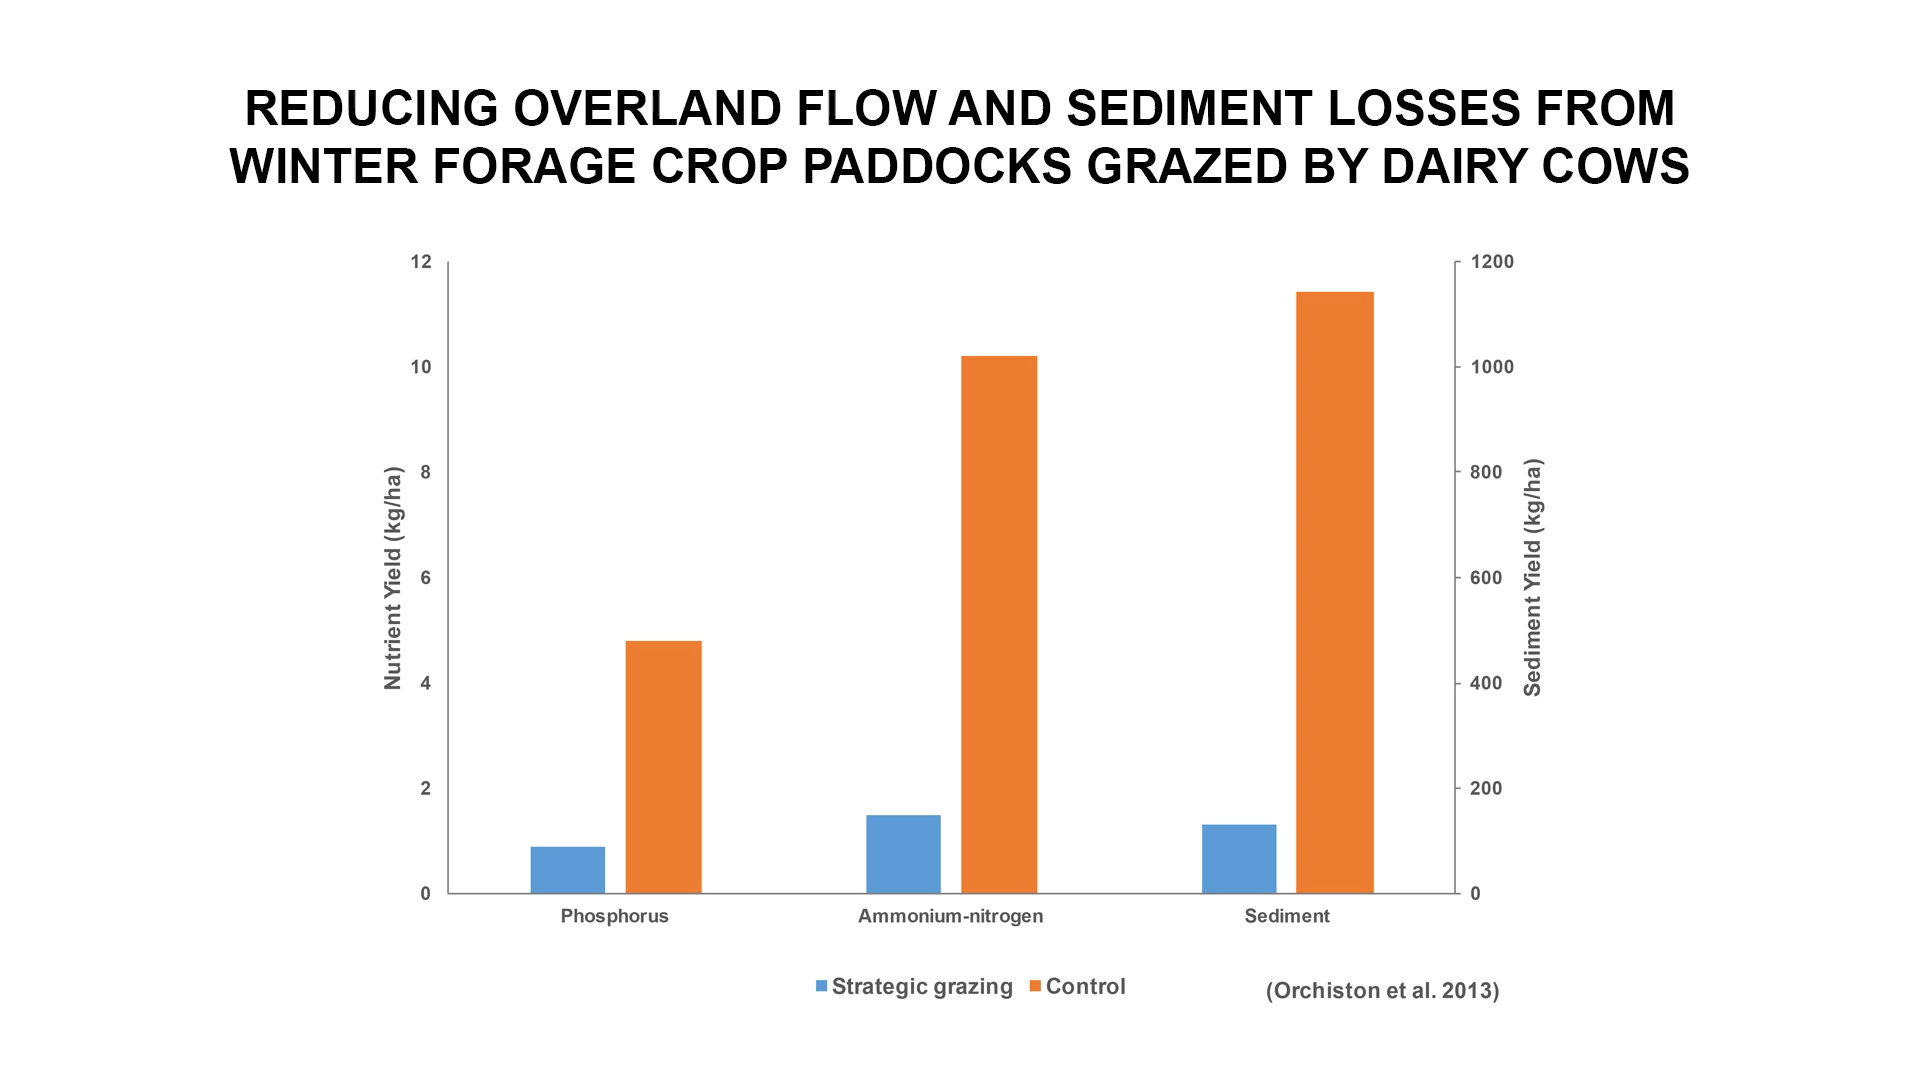 REDUCING OVERLAND FLOW AND SEDIMENT LOSSES FROM
WINTER FORAGE CROP PADDOCKS GRAZED BY DAIRY COWS
12
10
8
6
4
2
0
Nutrient Yield (kg/ha)
1200
1000
800
600
400
200
0
Sediment Yield (kg/ha)
Phosphorus
Ammonium-nitrogen
Sediment
Strategic grazing
Control
(Orchiston et al. 2013)